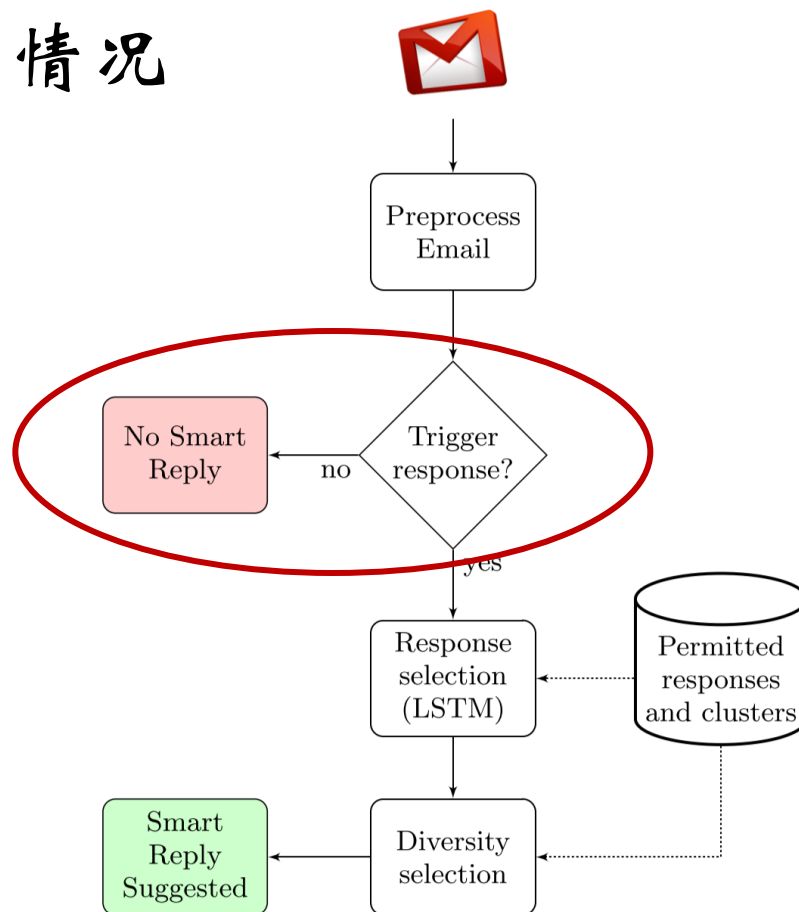 情况
Preprocess
Email
Trigger
response?
no
No Smart
Reply
yes
Response
selection
(LSTM)
Permitted
responses
and clusters
Diversity
selection
Smart
Reply
Suggested